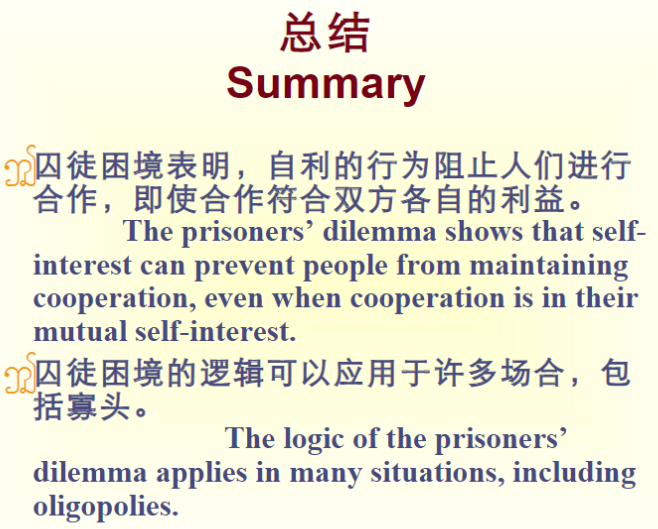 总结
Summary
囚徒困境表明，自利的行为阻止人们进行
合作，即使合作符合双方各自的利益。
The prisoners’ dilemma shows that self-
interest can prevent people from maintaining
cooperation, even when cooperation is in their
mutual self-interest.
囚徒困境的逻辑可以应用于许多场合，包
括寡头。
The logic of the prisoners’
dilemma applies in many situations, including
oligopolies.